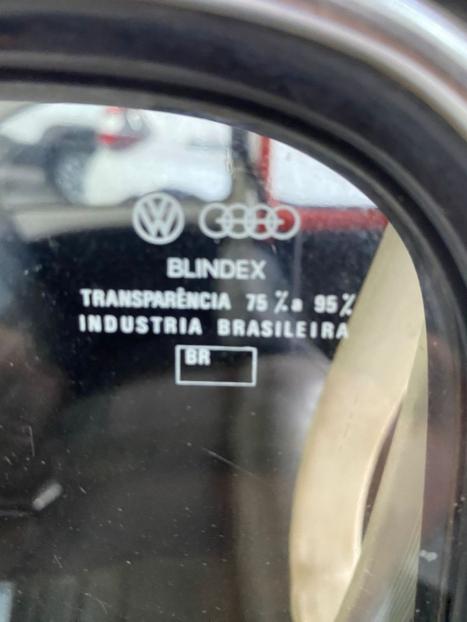 BLINDEX
TRANSPARÊNCIA 75 % a 95 %
INDUSTRIA BRASILEIRA
BR